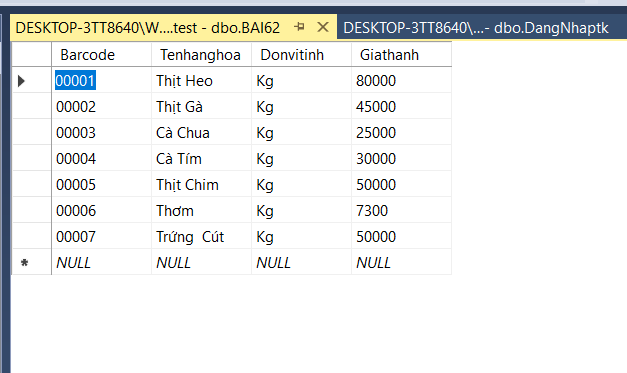 DESKTOP-3TT8640\W....test - dbo.BAI62 DESKTOP-3TT8640\...- dbo.DangNhaptk
Barcode Tenhanghoa Donvitinh Giathanh
00001 Thịt Heo Kg 80000
00002 Thịt Gà Kg 45000
00003 Cà Chua Kg 25000
00004 Cà Tím Kg 30000
00005 Thịt Chim Kg 50000
00006 Thơm Kg 7300
00007 Trứng  Cút Kg 50000
NULL NULL NULL NULL